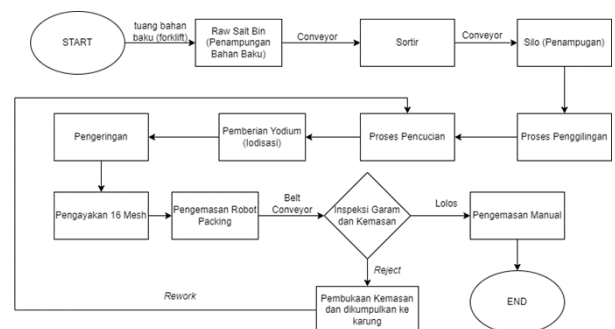 START
tuang bahan
baku (forklift)
Raw Salt Bin
(Penampungan
Bahan Baku)
Conveyor
Sortir
Conveyor
Silo (Penampugan)
Pengeringan
Pemberian Yodium
(Iodisasi)
Proses Pencucian
Proses Penggilingan
Pengayakan 16 Mesh
Pengemasan Robot
Packing
Belt
Conveyor
Inspeksi Garam
dan Kemasan
Lolos
Pengemasan Manual
Reject
Rework
Pembukaan Kemasan
dan dikumpulkan ke
karung
END